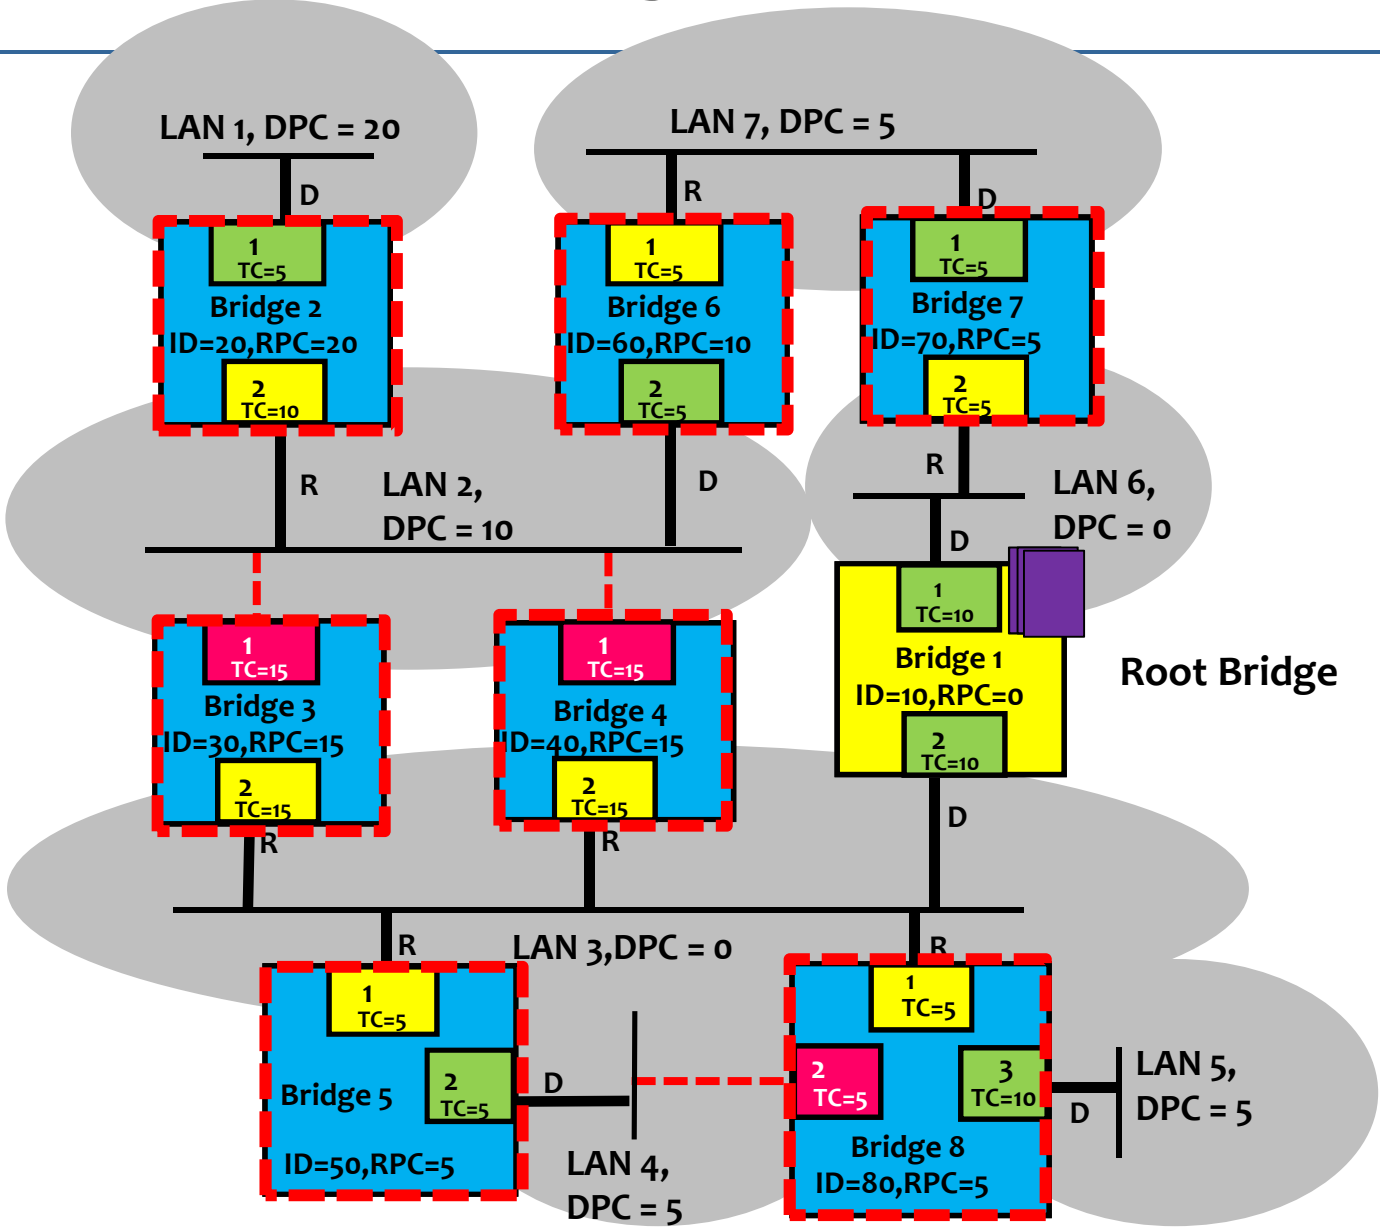 LAN 1, DPC = 20
LAN 7, DPC = 5
D
R
D
1
TC=5
Bridge 2
ID=20,RPC=20
2
TC=10
1
TC=5
Bridge 6
ID=60,RPC=10
2
TC=5
1
TC=5
Bridge 7
ID=70,RPC=5
2
TC=5
R
LAN 2,
DPC = 10
D
R
LAN 6,
DPC = 0
D
1
TC=15
Bridge 3
ID=30,RPC=15
2
TC=15
R
1
TC=15
Bridge 4
ID=40,RPC=15
2
TC=15
R
1
TC=10
Bridge 1
ID=10,RPC=0
2
TC=10
D
Root Bridge
R
LAN 3,DPC = 0
R
1
TC=5
2
TC=5
Bridge 5
ID=50,RPC=5
D
LAN 4,
DPC = 5
1
TC=5
2
TC=5
3
TC=10
Bridge 8
ID=80,RPC=5
D
LAN 5,
DPC = 5